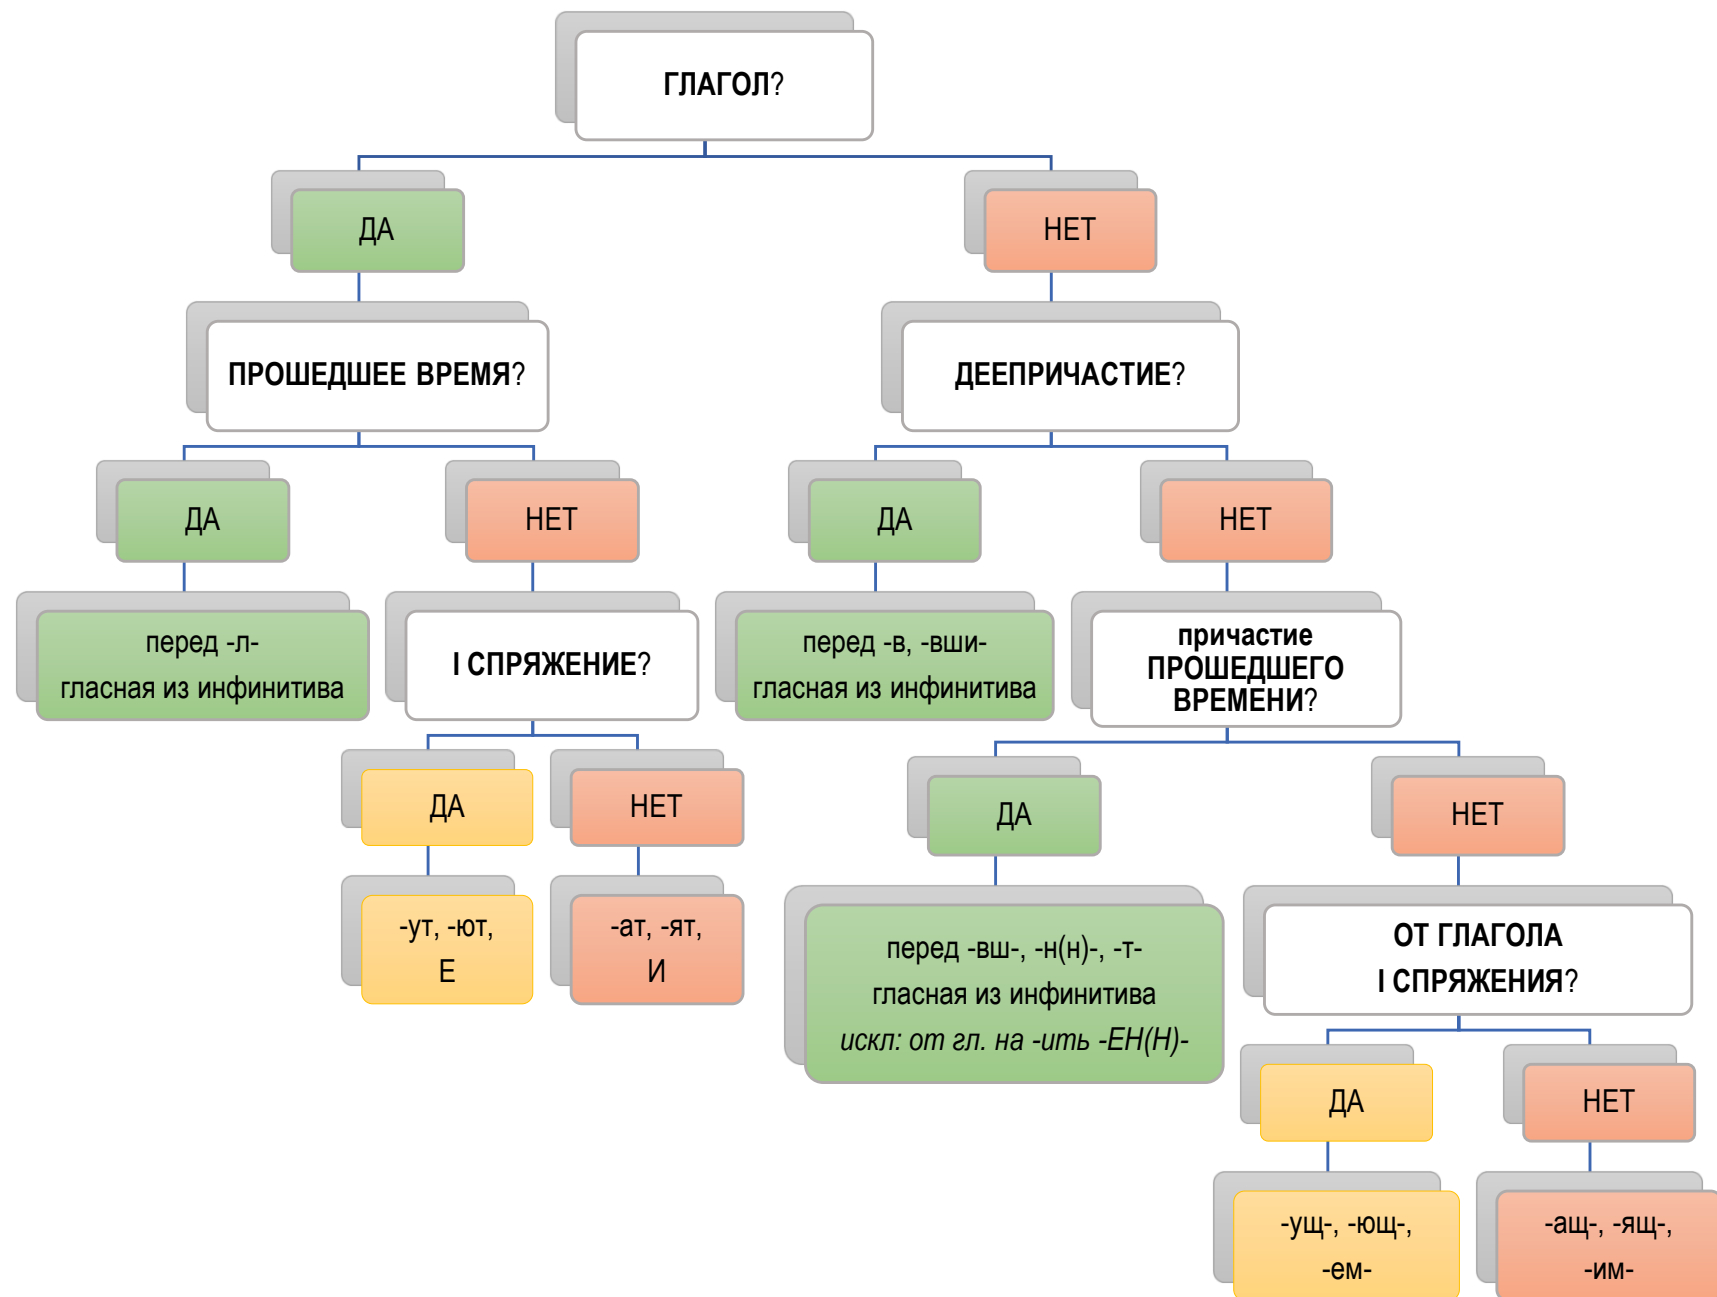 ГЛАГОЛ?
ДА
НЕТ
ПРОШЕДШЕЕ ВРЕМЯ?
ДЕЕПРИЧАСТИЕ?
ДА
НЕТ
ДА
НЕТ
перед -л-
гласная из инфинитива
I СПРЯЖЕНИЕ?
перед -в, -вши-
гласная из инфинитива
причастие
ПРОШЕДШЕГО
ВРЕМЕНИ?
ДА
НЕТ
ДА
НЕТ
-ут, -ют,
Е
-ат, -ят,
И
перед -вш-, -н(н)-, -т-
гласная из инфинитива
искл: от гл. на -ить -ЕН(Н)-
ОТ ГЛАГОЛА
I СПРЯЖЕНИЯ?
ДА
НЕТ
-ущ-, -ющ-,
-ем-
-ащ-, -ящ-,
-им-